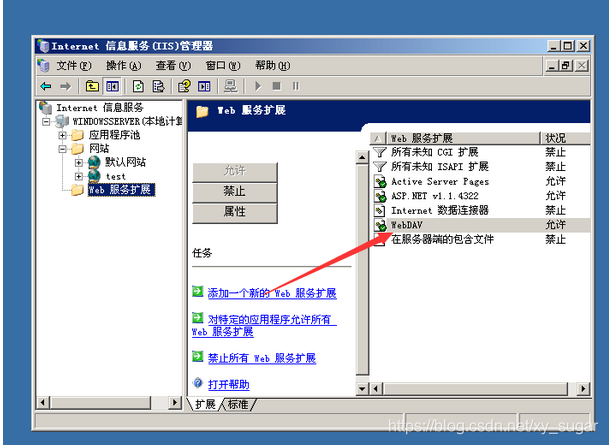 Internet 信息服务(IIS)管理器
文件(F) 操作(A) 查看(V) 窗口(W) 帮助(H)
Internet 信息服务
WINDOWSSERVER(本地计算
应用程序池
网站
默认网站
test
Web 服务扩展
Web 服务扩展
允许
禁止
属性
任务
添加一个新的 Web 服务扩展
对特定的应用程序允许所有
Web 服务扩展
禁止所有 Web 服务扩展
打开帮助
Web 服务扩展 状况
所有未知 CGI 扩展 禁止
所有未知 ISAPI 扩展 禁止
Active Server Pages 允许
ASP.NET v1.1.4322 允许
Internet 数据连接器 禁止
WebDAV 允许
在服务器端的包含文件 禁止
扩展 标准
https://blog.csdn.net/xy_sugar